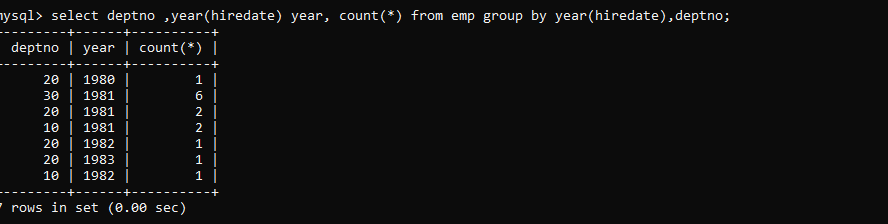 mysql> select deptno ,year(hiredate) year, count(*) from emp group by year(hiredate),deptno;
--------+------+----------+
deptno | year | count(*) |
--------+------+----------+
20 | 1980 | 1 |
30 | 1981 | 6 |
20 | 1981 | 2 |
10 | 1981 | 2 |
20 | 1982 | 1 |
20 | 1983 | 1 |
10 | 1982 | 1 |
--------+------+----------+
7 rows in set (0.00 sec)